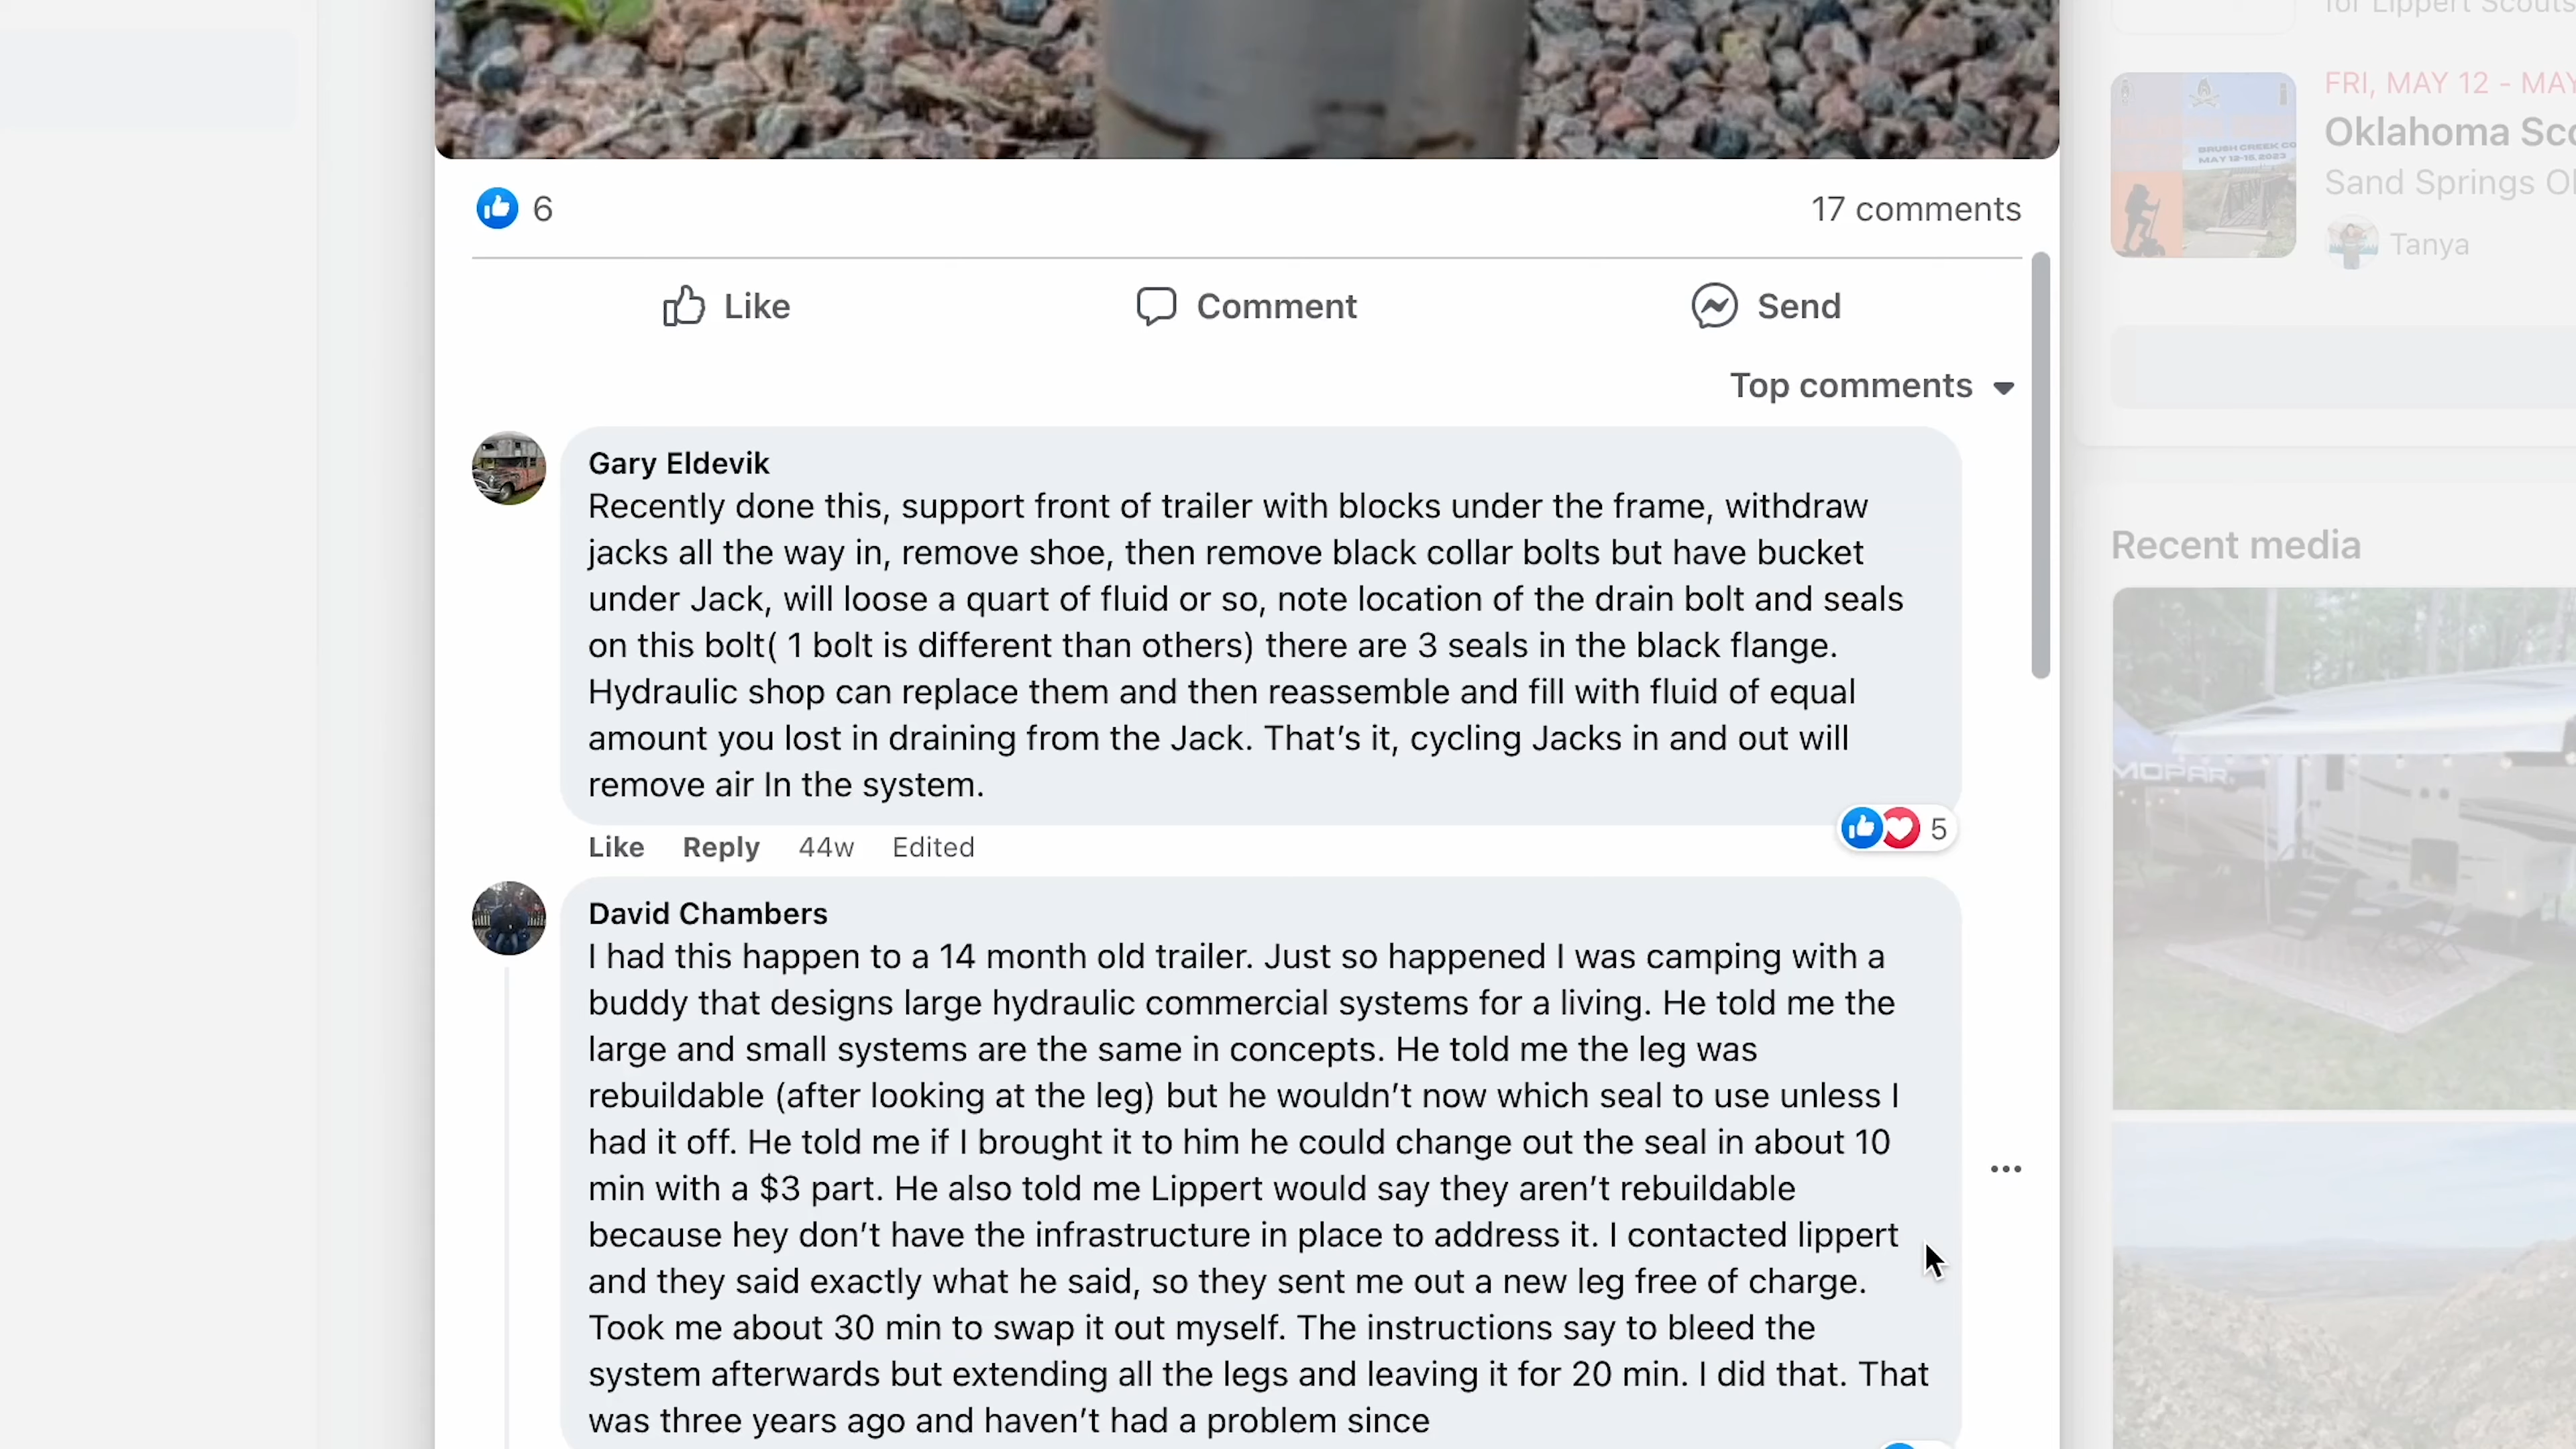 for Lippert Scouts
FRI, MAY 12 - MAY
Oklahoma Sco
BRUSH CREEK CO
MAY 12-15, 2023
Sand Springs Ok
Tanya
6
17 comments
Like
Comment
Send
Top comments
Gary Eldevik
Recently done this, support front of trailer with blocks under the frame, withdraw
jacks all the way in, remove shoe, then remove black collar bolts but have bucket
under Jack, will loose a quart of fluid or so, note location of the drain bolt and seals
on this bolt( 1 bolt is different than others) there are 3 seals in the black flange.
Hydraulic shop can replace them and then reassemble and fill with fluid of equal
amount you lost in draining from the Jack. That’s it, cycling Jacks in and out will
remove air In the system.
5
Like Reply 44w Edited
David Chambers
I had this happen to a 14 month old trailer. Just so happened I was camping with a
buddy that designs large hydraulic commercial systems for a living. He told me the
large and small systems are the same in concepts. He told me the leg was
rebuildable (after looking at the leg) but he wouldn’t now which seal to use unless I
had it off. He told me if I brought it to him he could change out the seal in about 10
min with a $3 part. He also told me Lippert would say they aren’t rebuildable
because hey don’t have the infrastructure in place to address it. I contacted lippert
and they said exactly what he said, so they sent me out a new leg free of charge.
Took me about 30 min to swap it out myself. The instructions say to bleed the
system afterwards but extending all the legs and leaving it for 20 min. I did that. That
was three years ago and haven’t had a problem since
Recent media
MOPAR